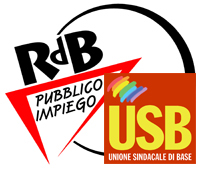 RdB
PUBBLICO
IMPIEGO
USB
UNIONE SINDACALE DI BASE